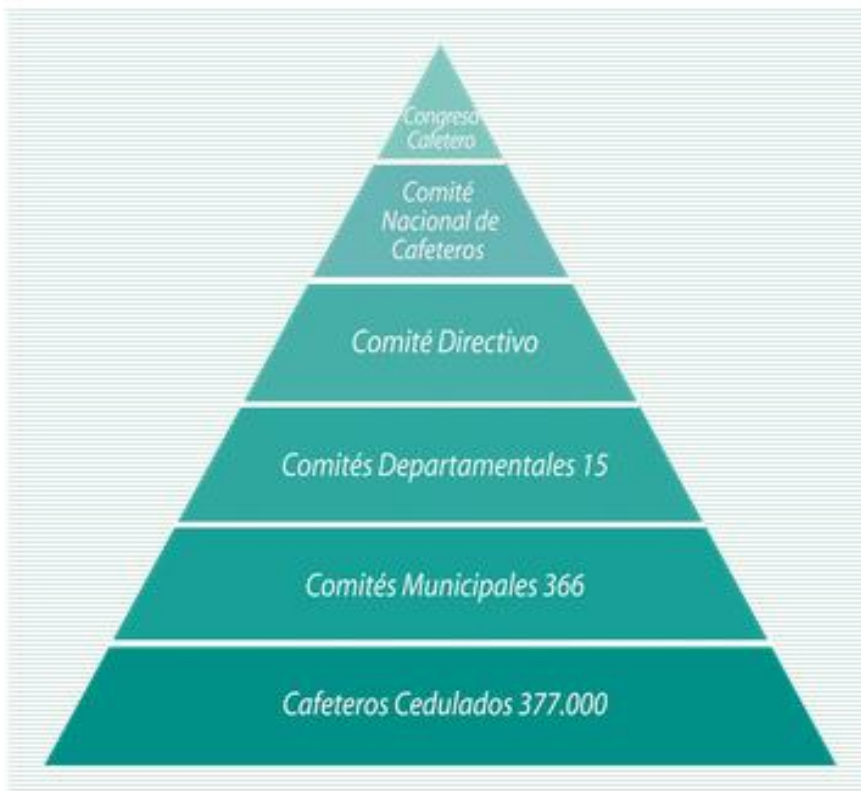 Congreso
Cafetero
Comité
Nacional de
Cafeteros
Comité Directivo
Comités Departamentales 15
Comités Municipales 366
Cafeteros Cedulados 377.000